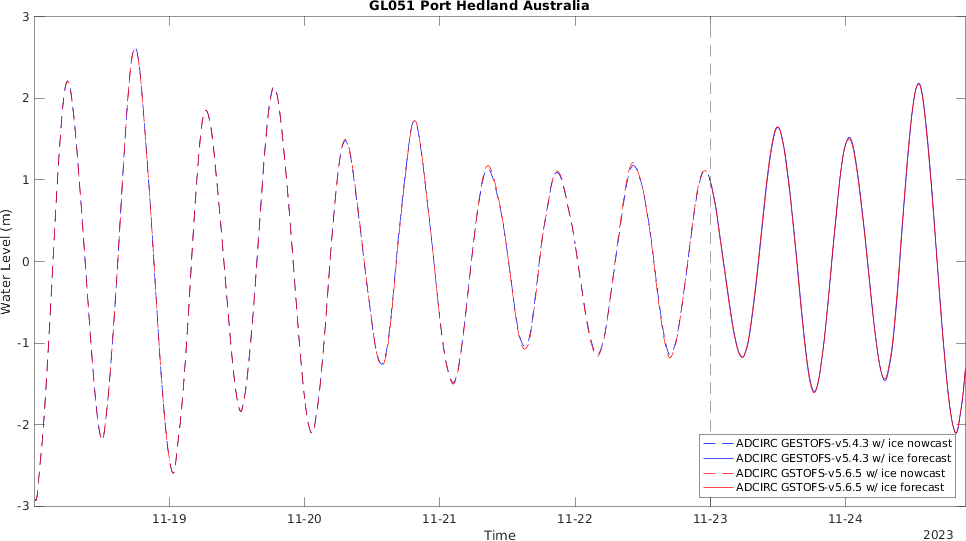 GL051 Port Hedland Australia
3
2
1
0
-1
-2
-3
Water Level (m)
11-19
11-20
11-21
11-22
11-23
11-24
Time
2023
ADCIRC GESTOFS-v5.4.3 w/ ice nowcast
ADCIRC GESTOFS-v5.4.3 w/ ice forecast
ADCIRC GSTOFS-v5.6.5 w/ ice nowcast
ADCIRC GSTOFS-v5.6.5 w/ ice forecast